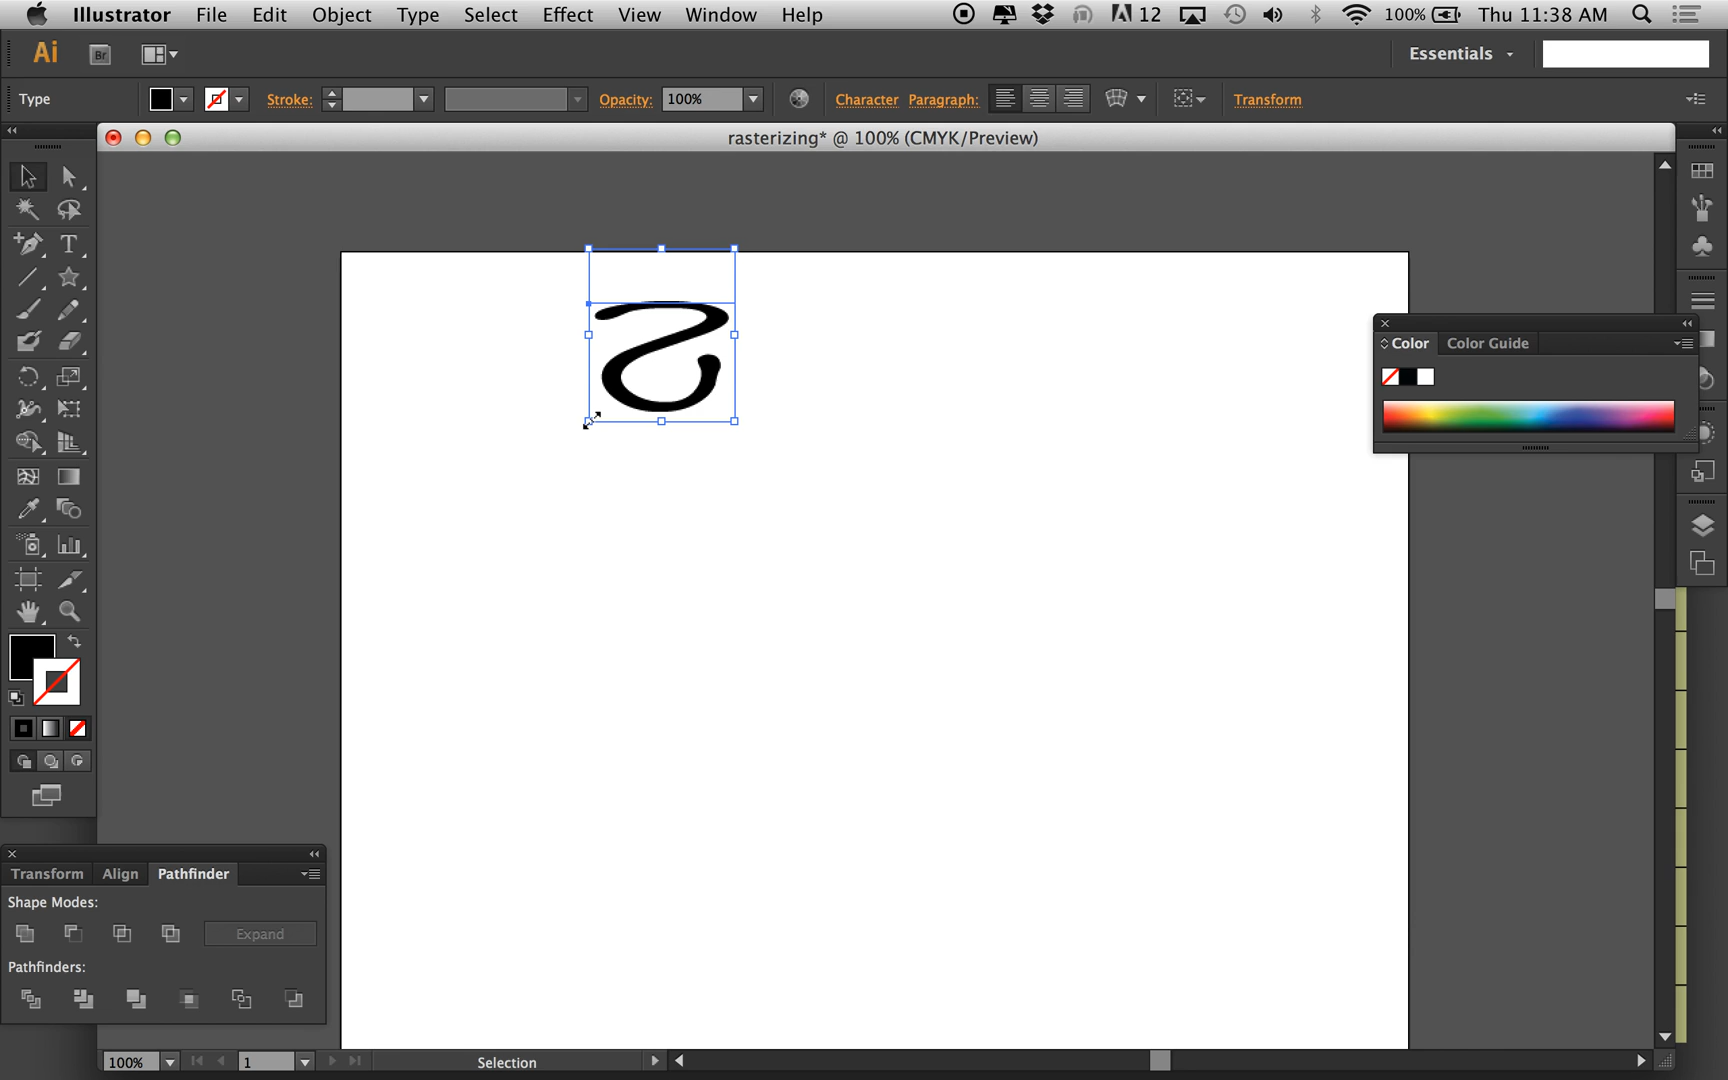 Illustrator File Edit Object Type Select Effect View Window Help 12 100% Thu 11:38 AM
Ai Br Essentials
Type Stroke: Opacity: 100% Character Paragraph: Transform
rasterizing* @ 100% (CMYK/Preview)
Color Color Guide
T
Transform Align Pathfinder
Shape Modes:
Expand
Pathfinders:
100% 1 Selection